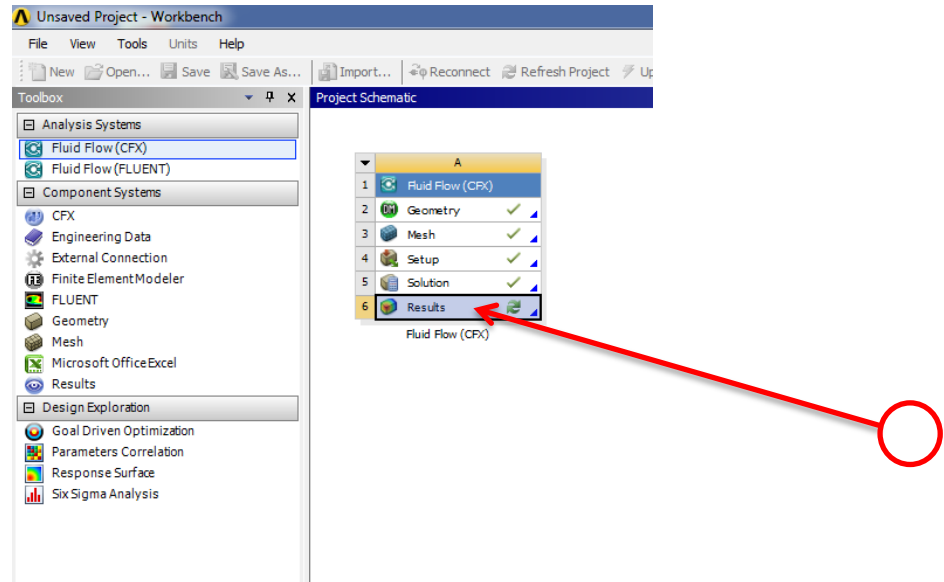 Unsaved Project - Workbench
File View Tools Units Help
New Open... Save Save As... Import... Reconnect Refresh Project Up
Toolbox
Project Schematic
Analysis Systems
Fluid Flow (CFX)
Fluid Flow (FLUENT)
Component Systems
CFX
Engineering Data
External Connection
Finite Element Modeler
FLUENT
Geometry
Mesh
Microsoft Office Excel
Results
Design Exploration
Goal Driven Optimization
Parameters Correlation
Response Surface
Six Sigma Analysis
A
1 Fluid Flow (CFX)
2 DM Geometry
3 Mesh
4 Setup
5 Solution
6 Results
Fluid Flow (CFX)